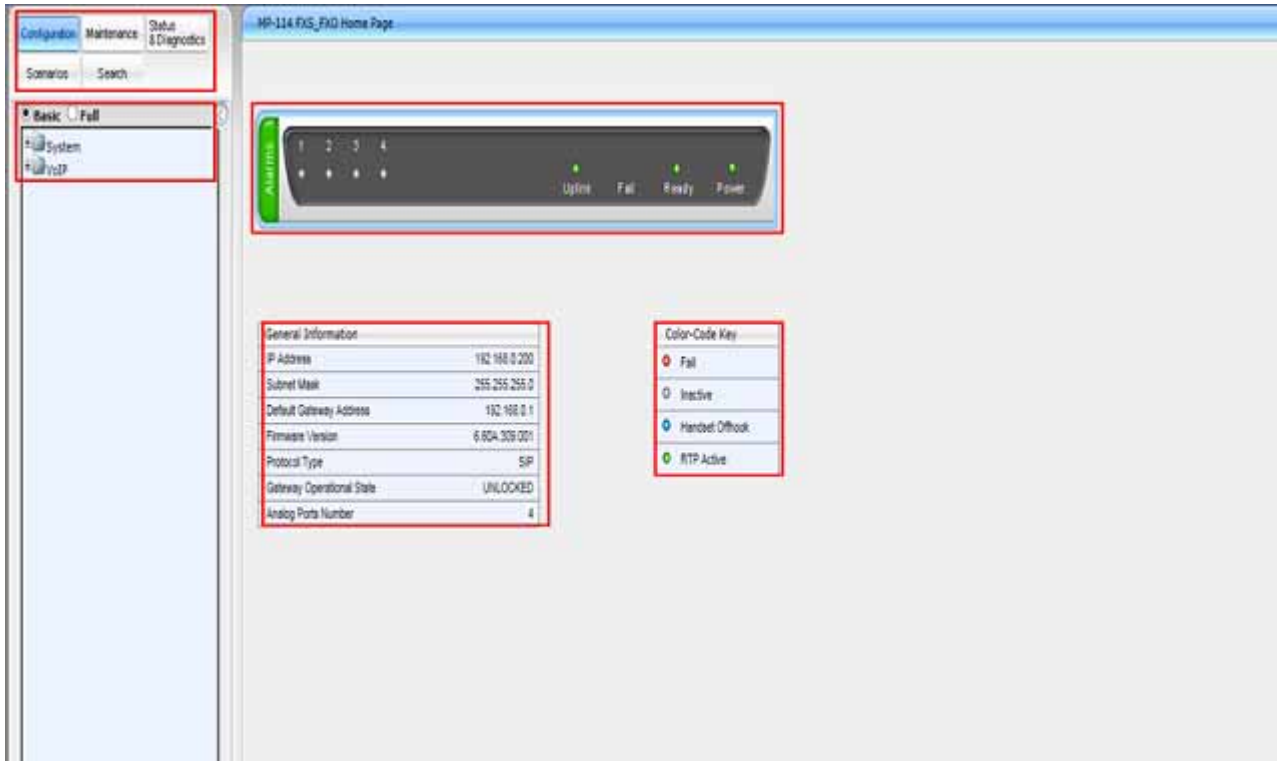 Configuration Maintenance Status & Diagnostics
Scenarios Search
Basic Full
System
VoIP
MP-114 FXS_FXO Home Page
Alarms
1 2 3 4
Uplink Fail Ready Power
General Information
IP Address 192.168.0.200
Subnet Mask 255.255.255.0
Default Gateway Address 192.168.0.1
Firmware Version 6.60A.309.001
Protocol Type SIP
Gateway Operational State UNLOCKED
Analog Ports Number 4
Color-Code Key
Fail
Inactive
Handset Offhook
RTP Active